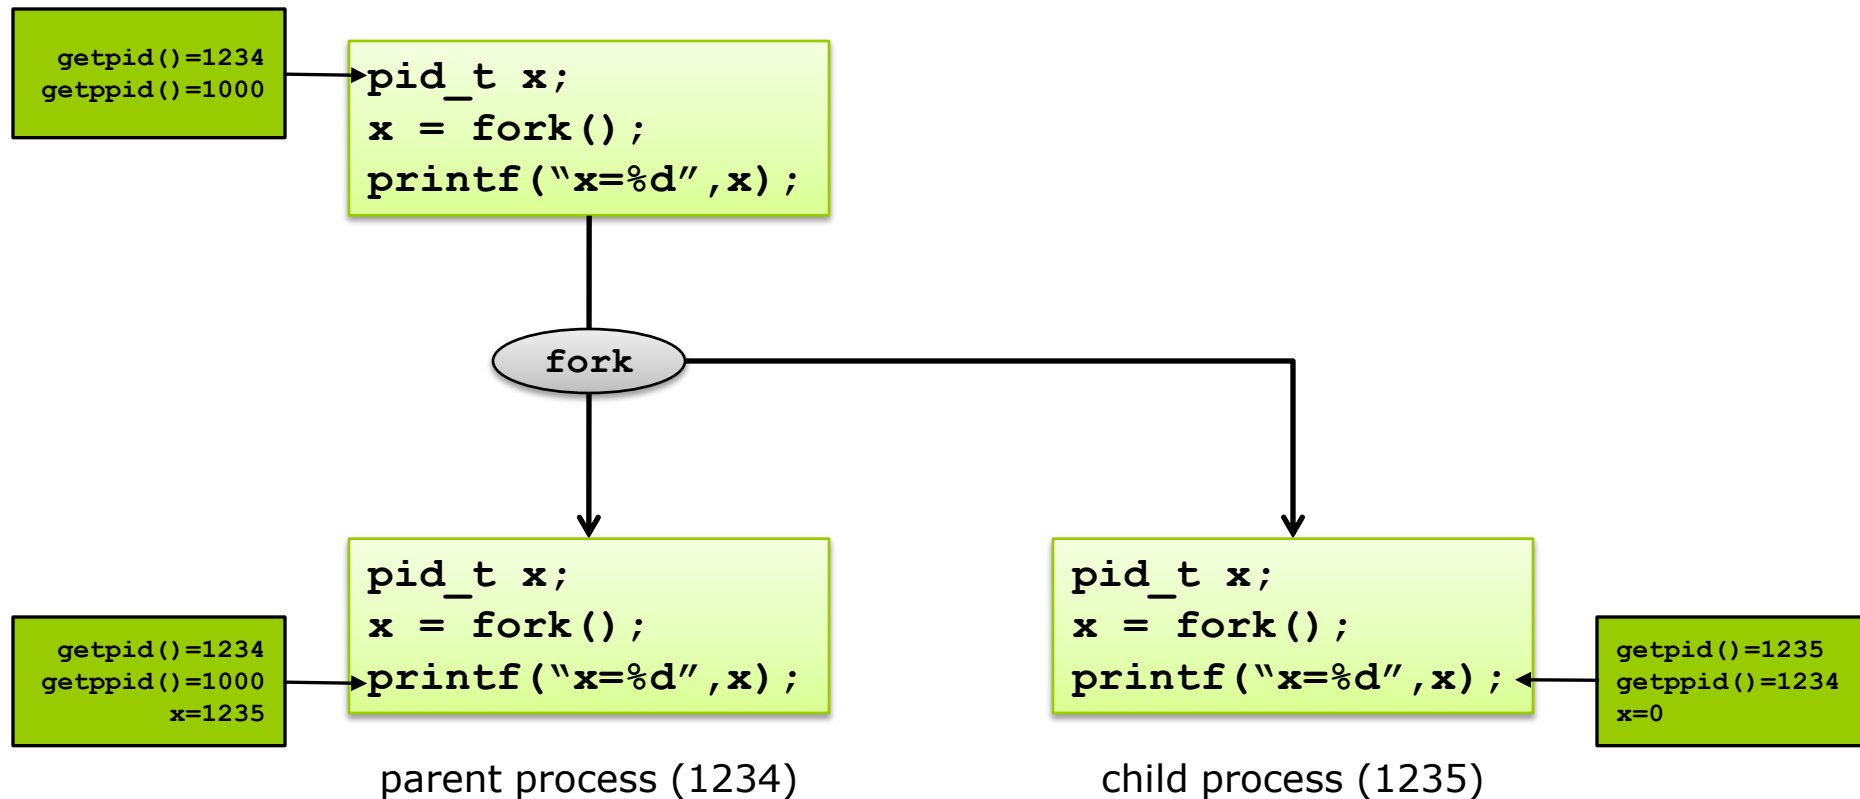 getpid()=1234
getppid()=1000
pid_t x;
x = fork();
printf(“x=%d”,x);
fork
getpid()=1234
getppid()=1000
x=1235
pid_t x;
x = fork();
printf(“x=%d”,x);
pid_t x;
x = fork();
printf(“x=%d”,x);
getpid()=1235
getppid()=1234
x=0
parent process (1234)
child process (1235)